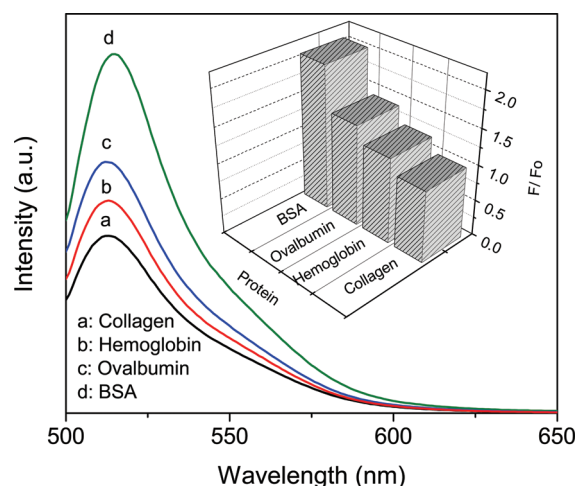 d
c
b
a
a: Collagen
b: Hemoglobin
c: Ovalbumin
d: BSA
Intensity (a.u.)
500
550
600
650
Wavelength (nm)
BSA
Ovalbumin
Hemoglobin
Collagen
Protein
2.0
1.5
1.0
0.5
0.0
F/ Fo